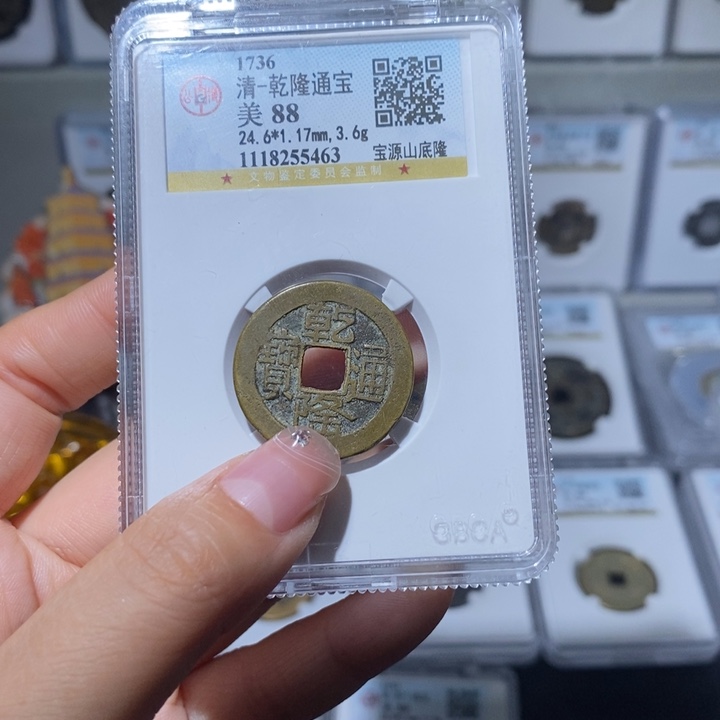 1736
清-乾隆通宝
美 88
24.6*1.17mm, 3.6g
1118255463 宝源山底隆
★ 文物鉴定委员会监制 ★
乾隆通寳
GBCA